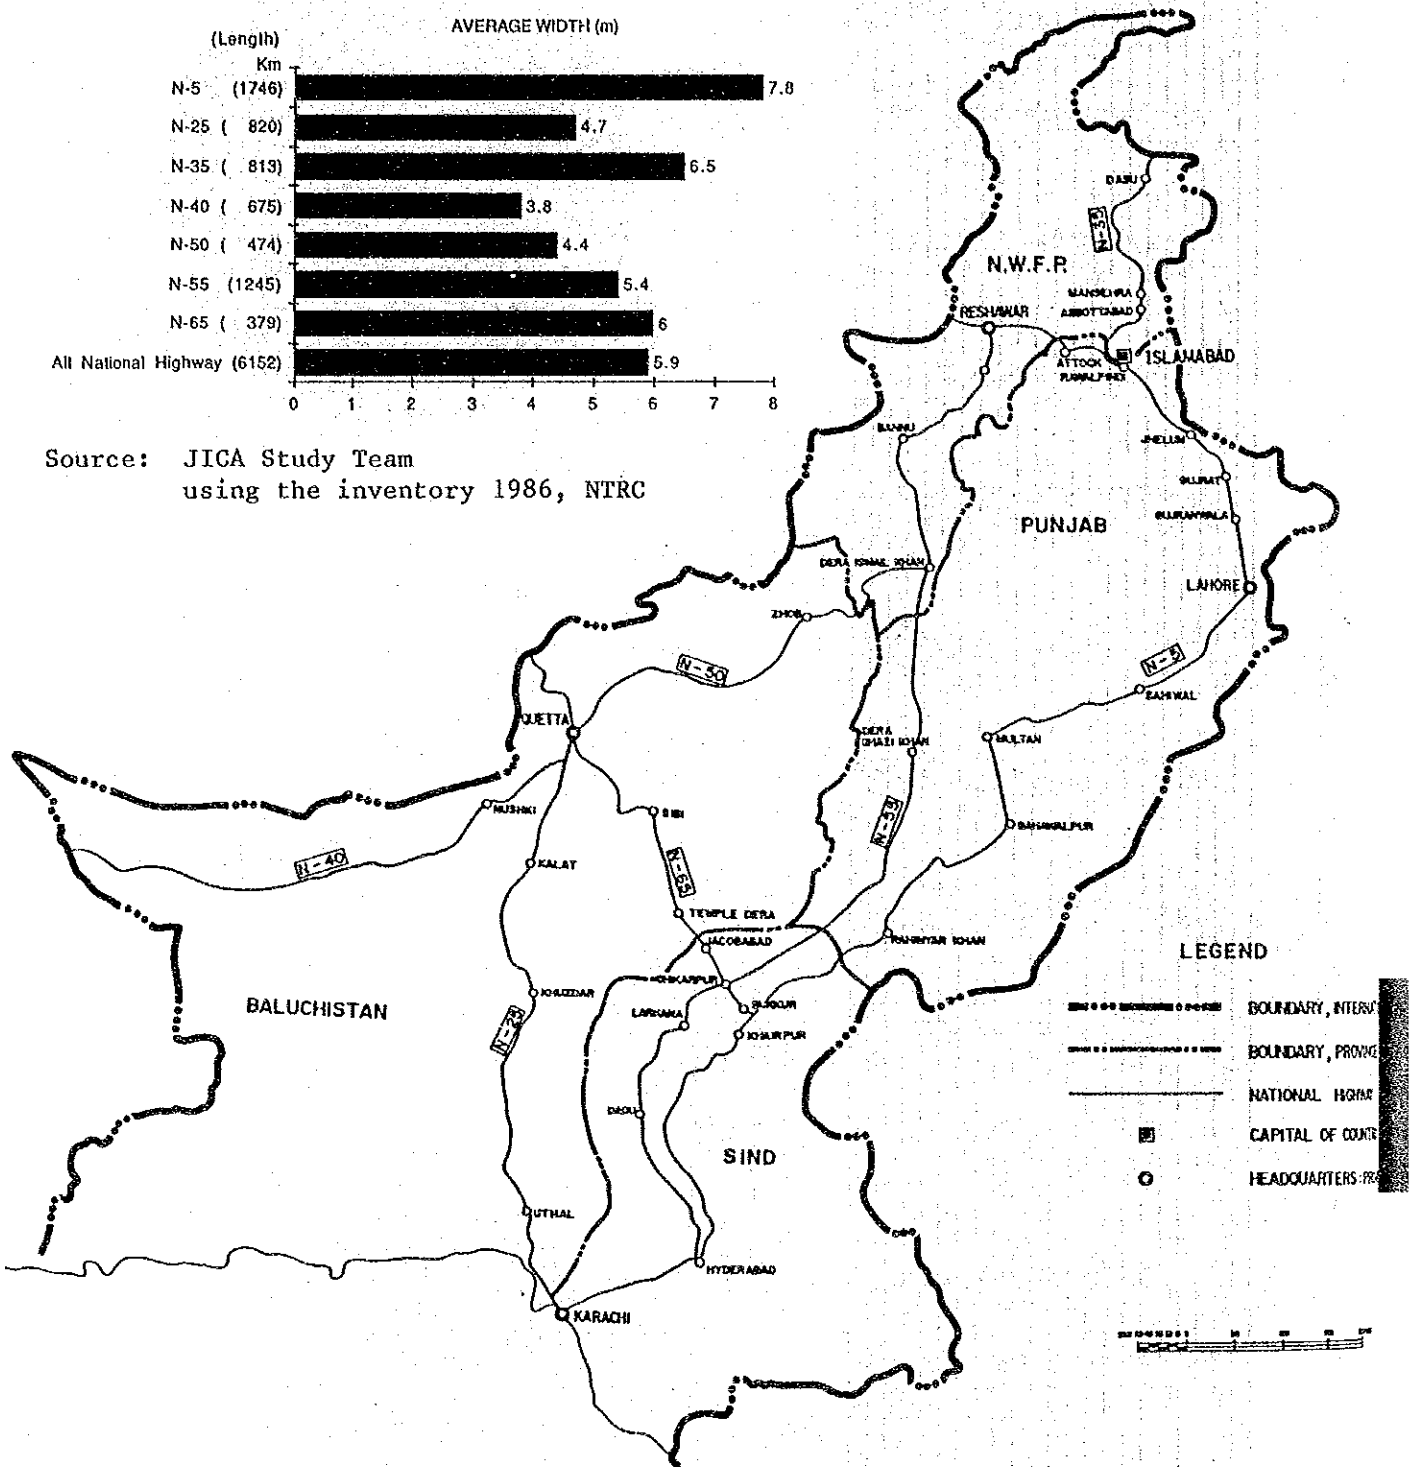 AVERAGE WIDTH (m)
(Length)
Km
N-5 (1746) 7.8
N-25 ( 820) 4.7
N-35 ( 813) 6.5
N-40 ( 675) 3.8
N-50 ( 474) 4.4
N-55 (1245) 5.4
N-65 ( 379) 6
All National Highway (6152) 5.9
0 1 2 3 4 5 6 7 8
Source: JICA Study Team
using the inventory 1986, NTRC
DASU
N-35
N.W.F.P.
MANSEHRA
ABBOTTABAD
RESHAWAR
ISLAMABAD
ATTOCK
RAWALPINDI
BANNU
JHELUM
GUJRAT
GUJRANWALA
PUNJAB
DERA ISMAIL KHAN
LAHORE
ZHOB
N-50
N-5
SAHIWAL
QUETTA
DERA
GHAZI KHAN
MULTAN
NUSHKI
SIBI
N-55
BAHAWALPUR
N-40
KALAT
N-65
TEMPLE DERA
JACOBABAD
RAHIMYAR KHAN
SHIKARPUR
KHUZDAR
SUKKUR
LARKANA
KHAIRPUR
BALUCHISTAN
N-25
DADU
SIND
UTHAL
HYDERABAD
KARACHI
LEGEND
BOUNDARY,
BOUNDARY,
NATIONAL
CAPITAL OF
HEADQUARTERS